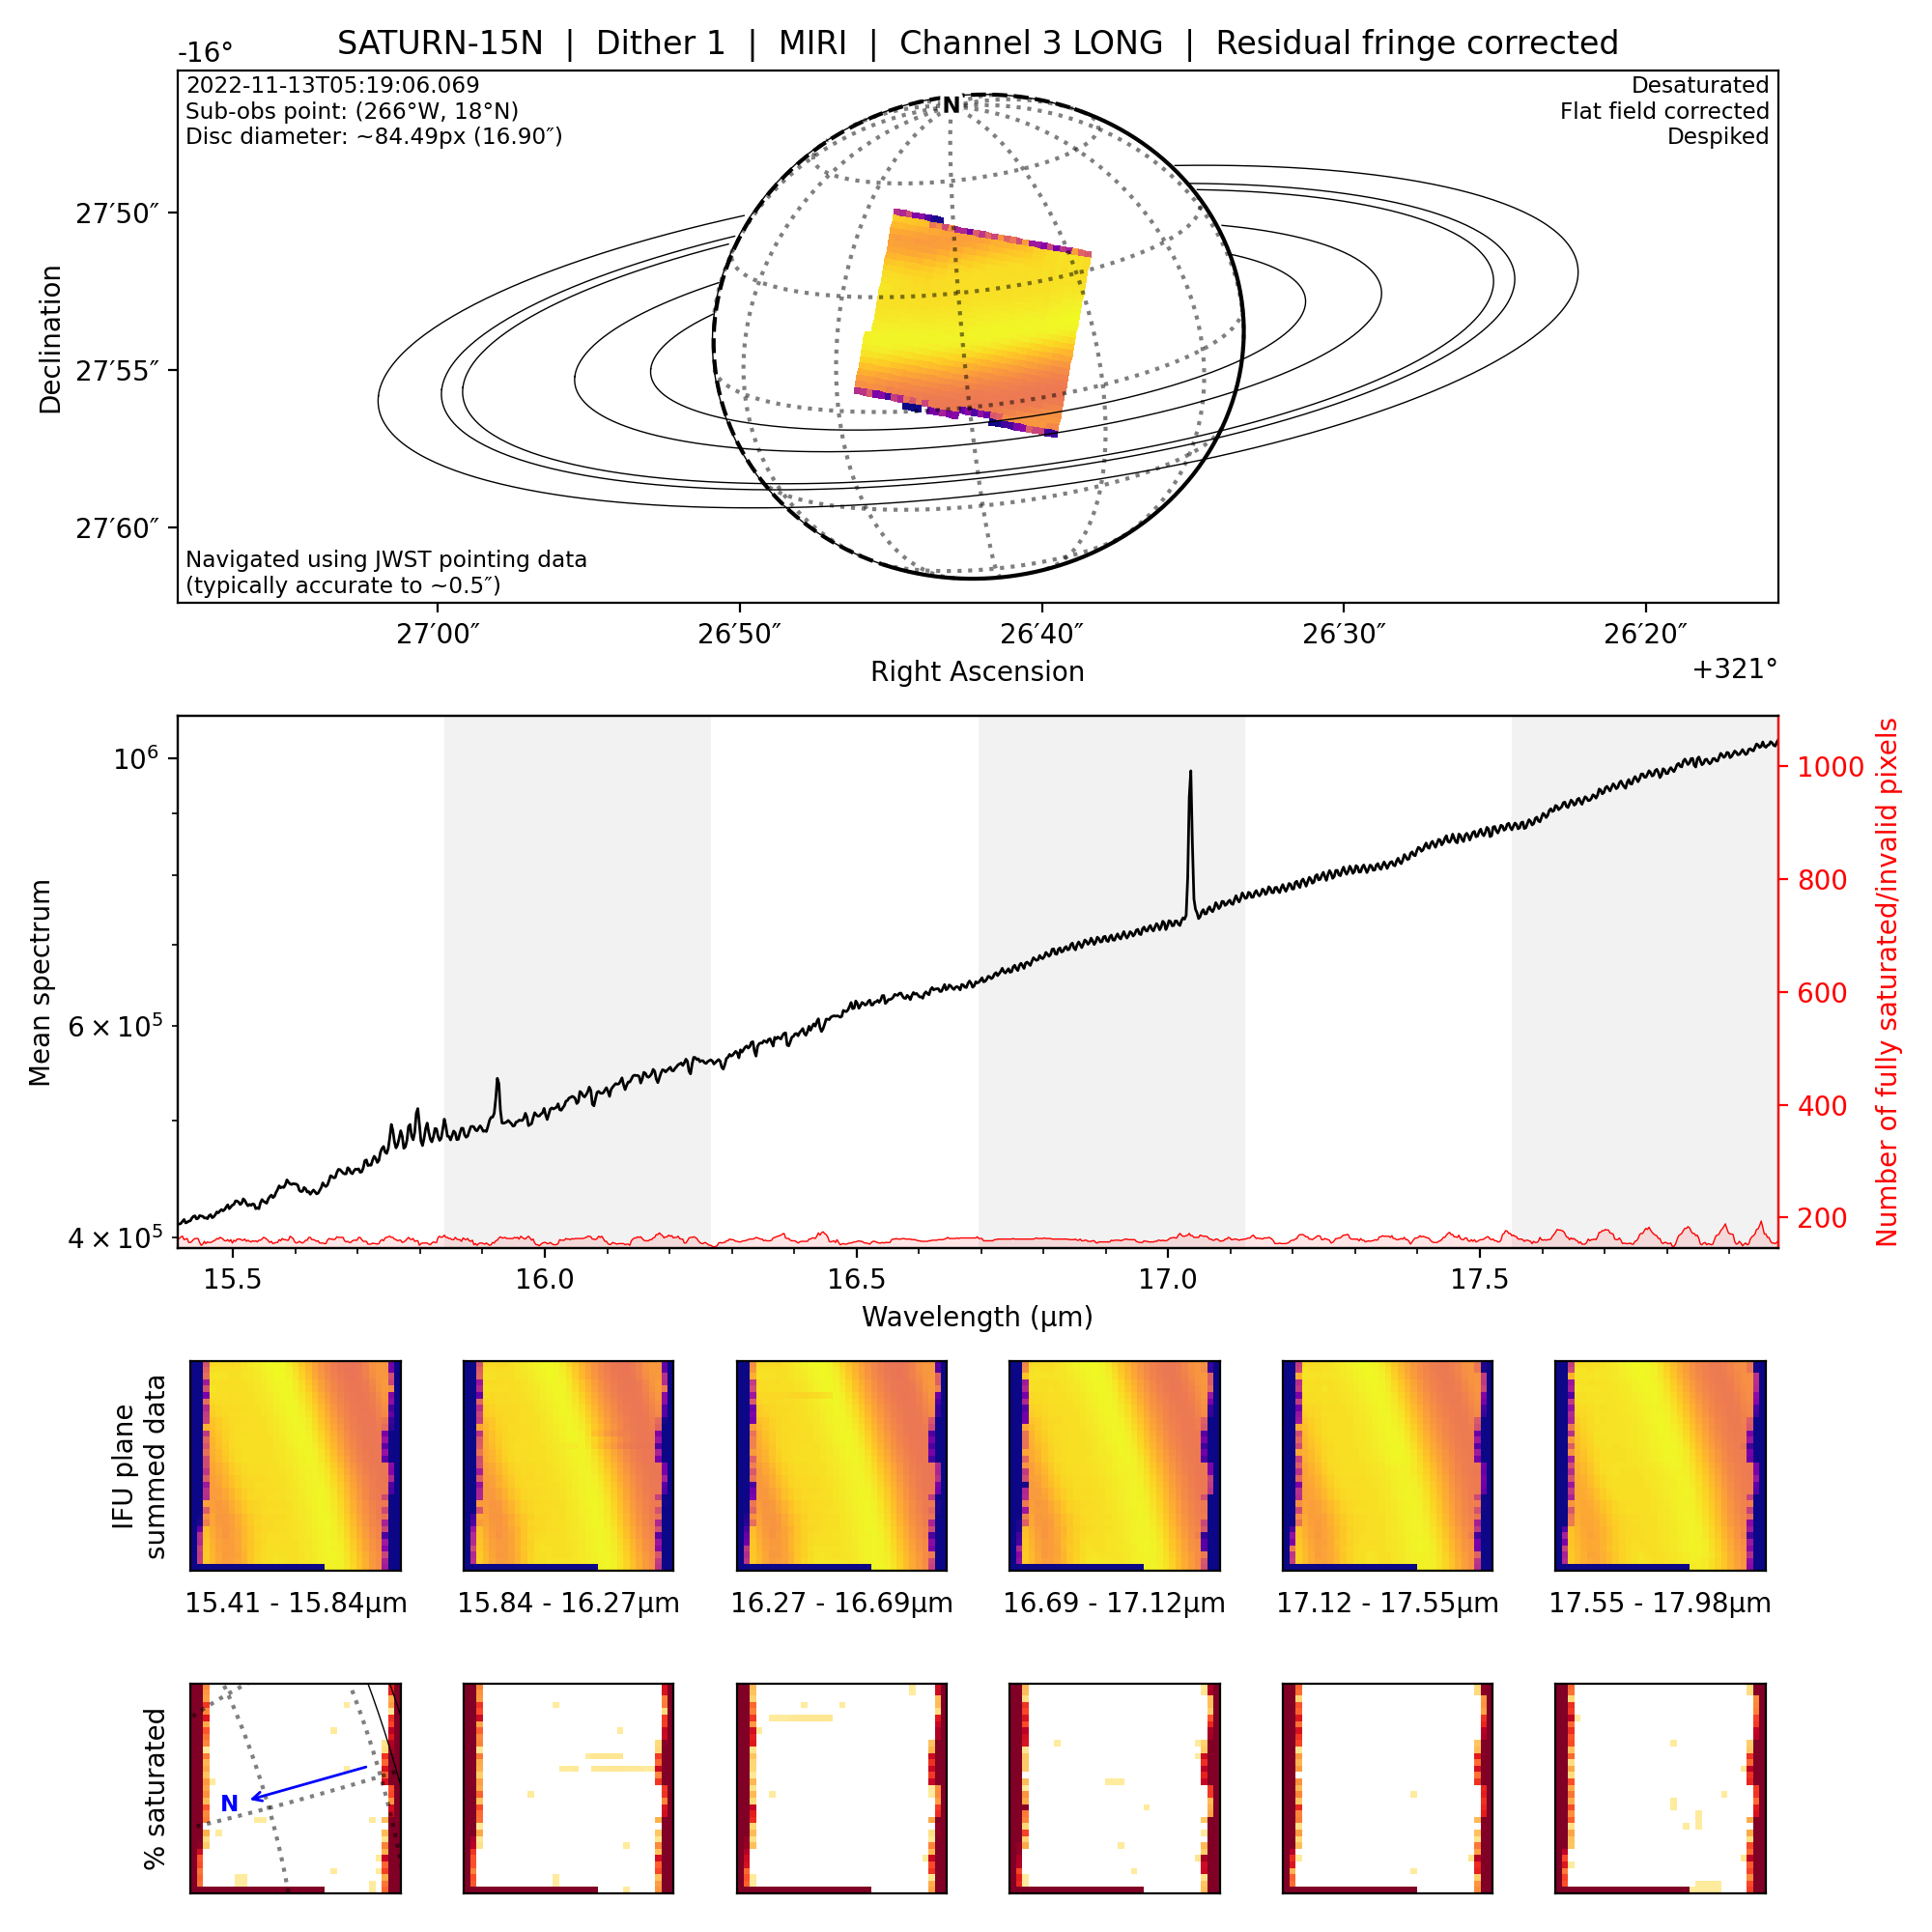 SATURN-15N | Dither 1 | MIRI | Channel 3 LONG | Residual fringe corrected
-16°
2022-11-13T05:19:06.069
Sub-obs point: (266°W, 18°N)
Disc diameter: ~84.49px (16.90″)
Desaturated
Flat field corrected
Despiked
N
27′50″
27′55″
27′60″
Declination
Navigated using JWST pointing data
(typically accurate to ~0.5″)
27′00″ 26′50″ 26′40″ 26′30″ 26′20″
Right Ascension
+321°
Mean spectrum
10⁶
6 × 10⁵
4 × 10⁵
1000
800
600
400
200
Number of fully saturated/invalid pixels
15.5 16.0 16.5 17.0 17.5
Wavelength (µm)
IFU plane
summed data
15.41 - 15.84µm 15.84 - 16.27µm 16.27 - 16.69µm 16.69 - 17.12µm 17.12 - 17.55µm 17.55 - 17.98µm
% saturated
N